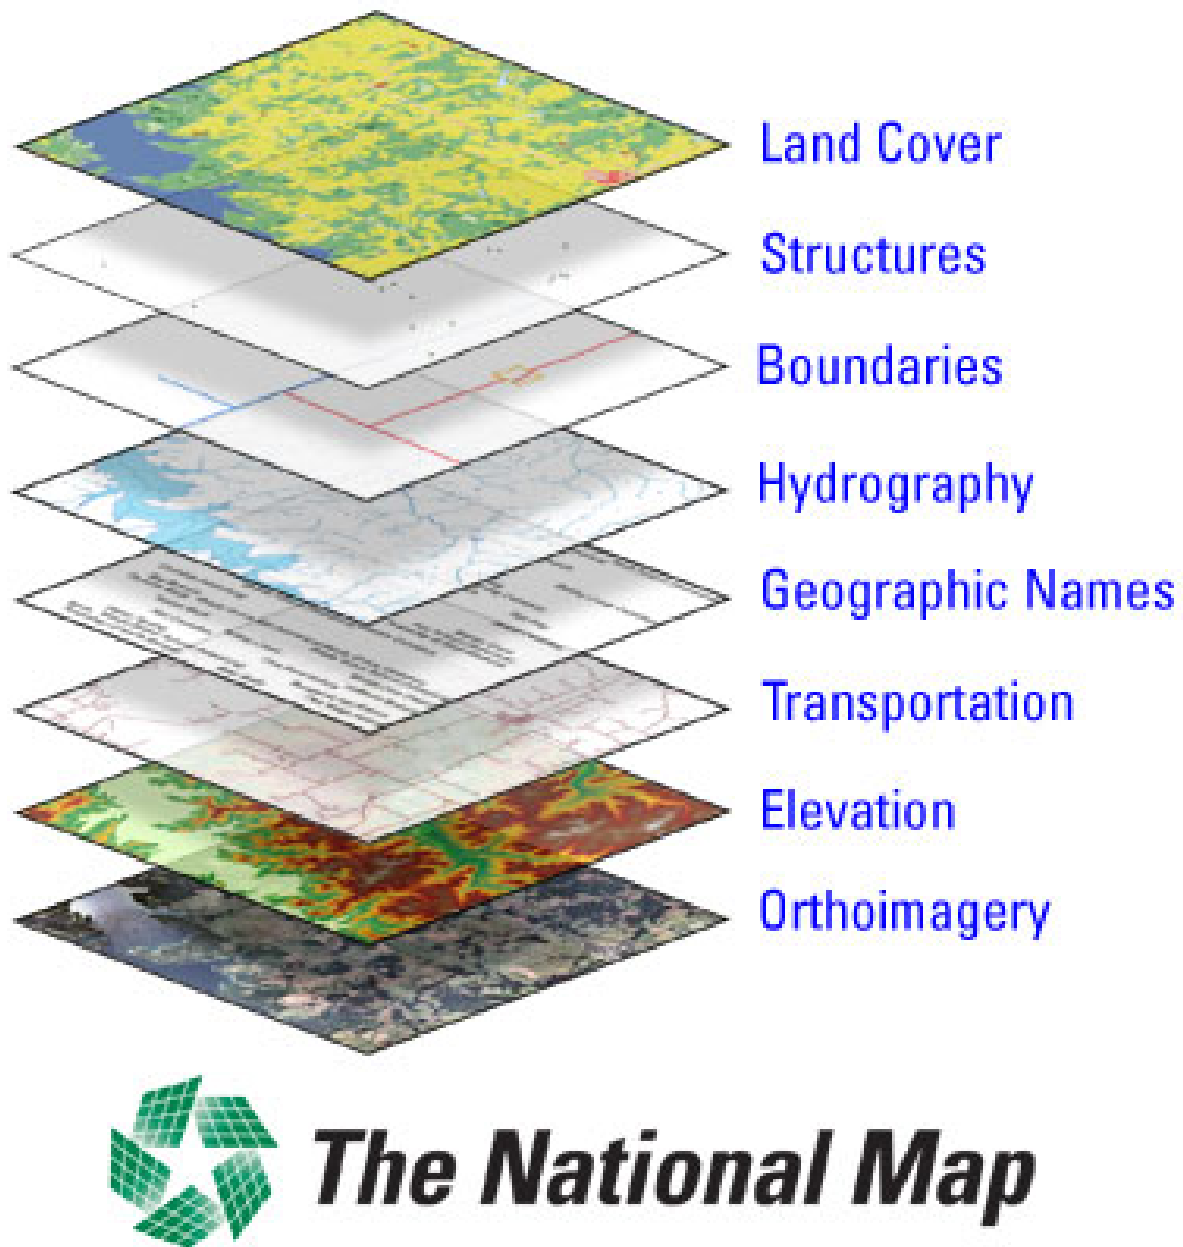 Land Cover
Structures
Boundaries
Hydrography
Geographic Names
Transportation
Elevation
Orthoimagery
The National Map